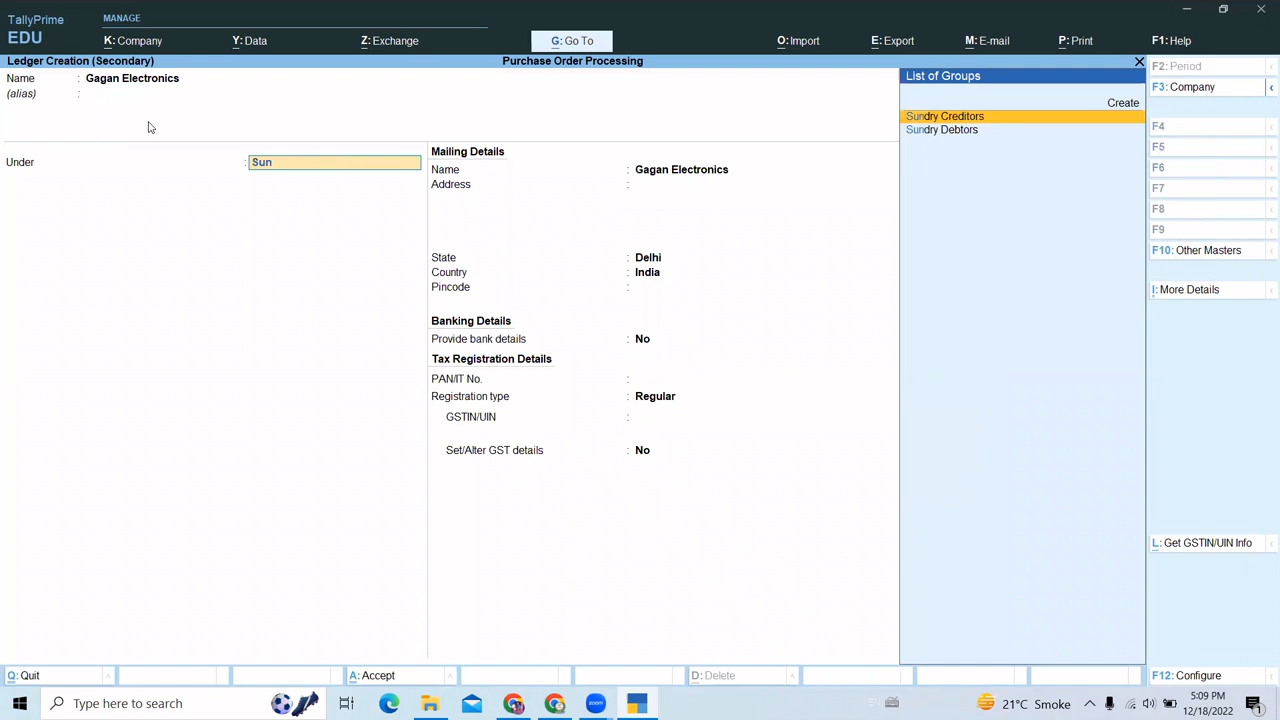 TallyPrime
EDU
MANAGE
K: Company
Y: Data
Z: Exchange
G: Go To
O: Import
E: Export
M: E-mail
P: Print
F1: Help
Ledger Creation (Secondary)
Purchase Order Processing
Name : Gagan Electronics
(alias) :
Under : Sun
Mailing Details
Name : Gagan Electronics
Address :
State : Delhi
Country : India
Pincode :
Banking Details
Provide bank details : No
Tax Registration Details
PAN/IT No. :
Registration type : Regular
GSTIN/UIN :
Set/Alter GST details : No
List of Groups
Create
Sundry Creditors
Sundry Debtors
F2: Period
F3: Company
F4
F5
F6
F7
F8
F9
F10: Other Masters
I: More Details
L: Get GSTIN/UIN Info
F12: Configure
Q: Quit
A: Accept
D: Delete
Type here to search
zoom
21°C Smoke
5:09 PM
12/18/2022
1